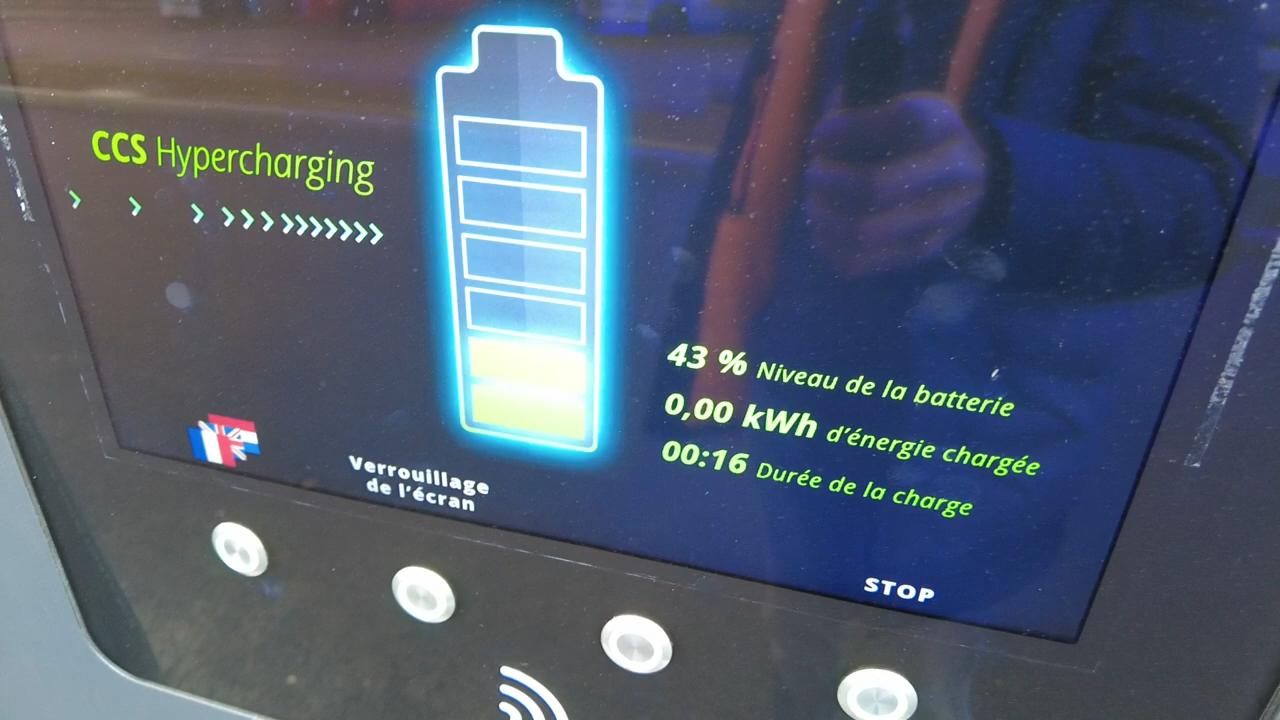 CCS Hypercharging
43 % Niveau de la batterie
0,00 kWh d'énergie chargée
00:16 Durée de la charge
Verrouillage
de l'écran
STOP